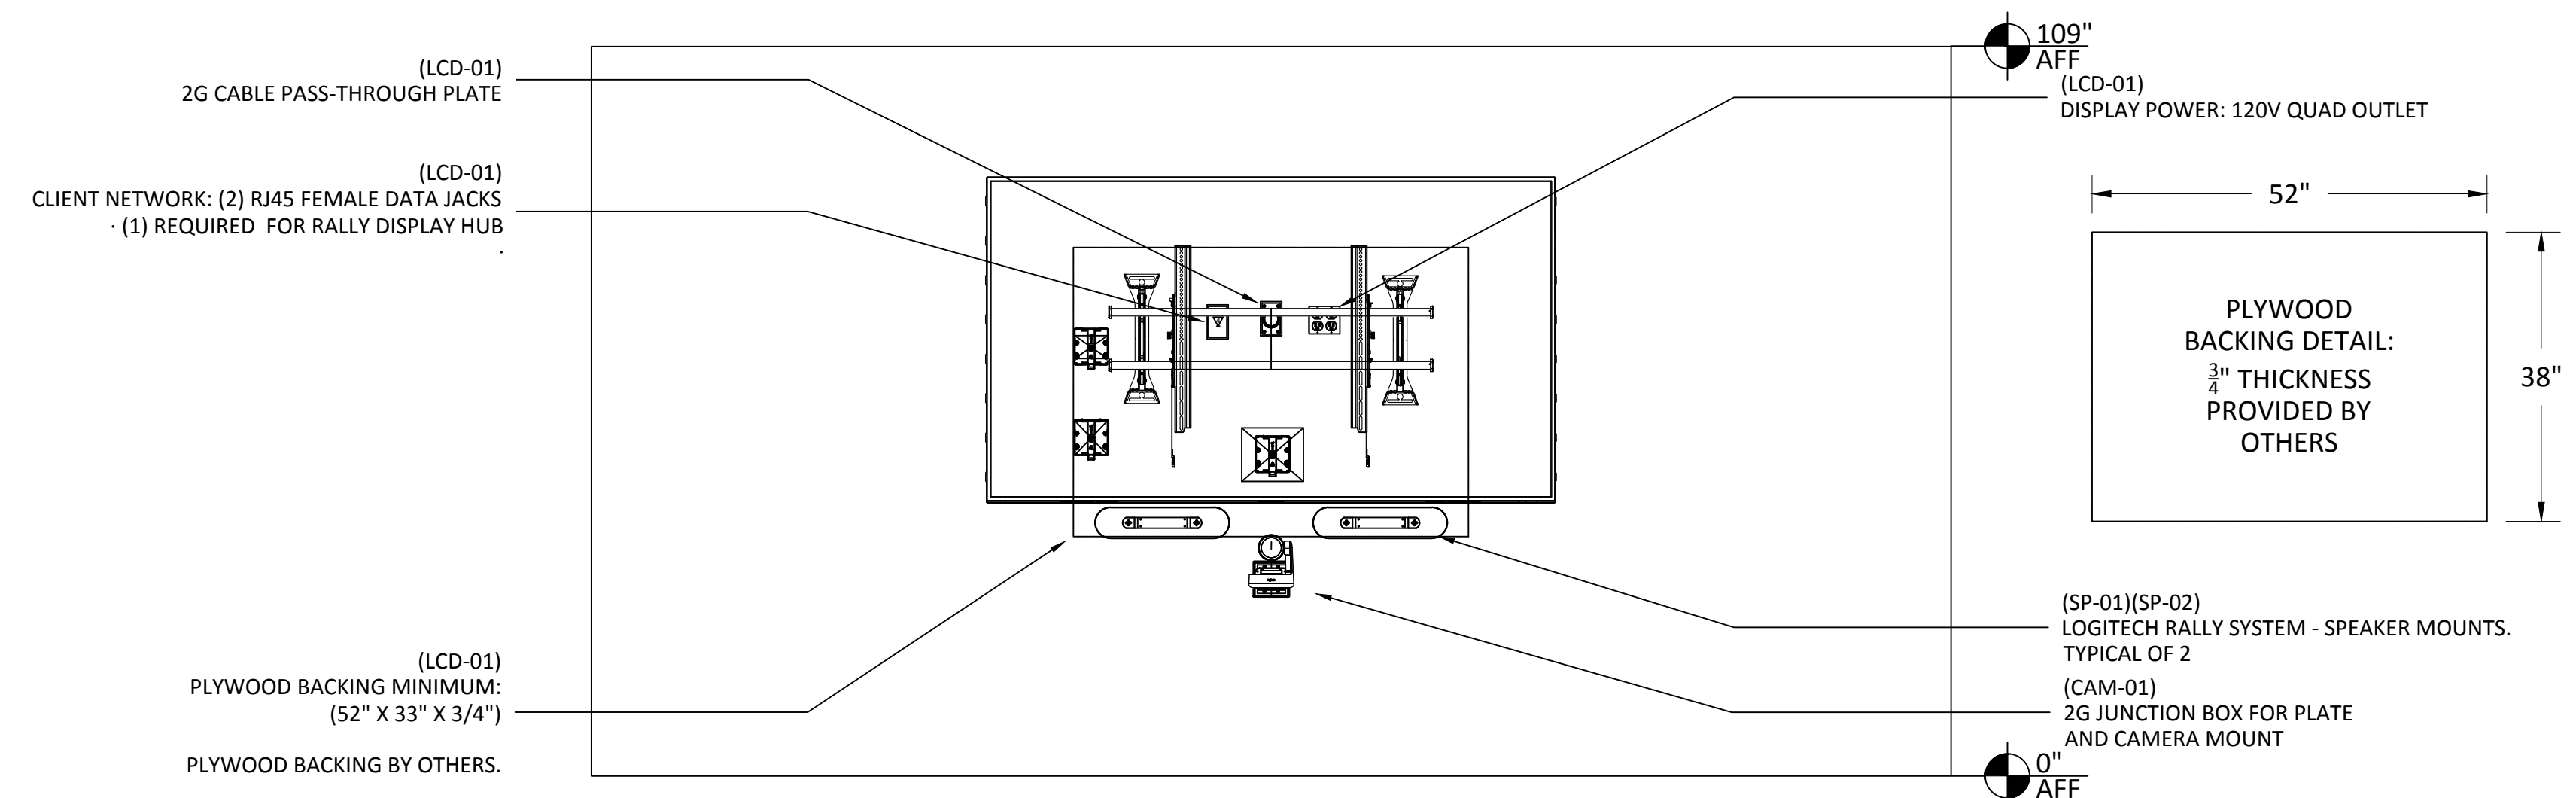 (LCD-01)
2G CABLE PASS-THROUGH PLATE
(LCD-01)
CLIENT NETWORK: (2) RJ45 FEMALE DATA JACKS
· (1) REQUIRED  FOR RALLY DISPLAY HUB
·
(LCD-01)
PLYWOOD BACKING MINIMUM:
(52" X 33" X 3/4")
PLYWOOD BACKING BY OTHERS.
109"
AFF
(LCD-01)
DISPLAY POWER: 120V QUAD OUTLET
52"
PLYWOOD
BACKING DETAIL:
3/4" THICKNESS
PROVIDED BY
OTHERS
38"
(SP-01)(SP-02)
LOGITECH RALLY SYSTEM - SPEAKER MOUNTS.
TYPICAL OF 2
(CAM-01)
2G JUNCTION BOX FOR PLATE
AND CAMERA MOUNT
0"
AFF